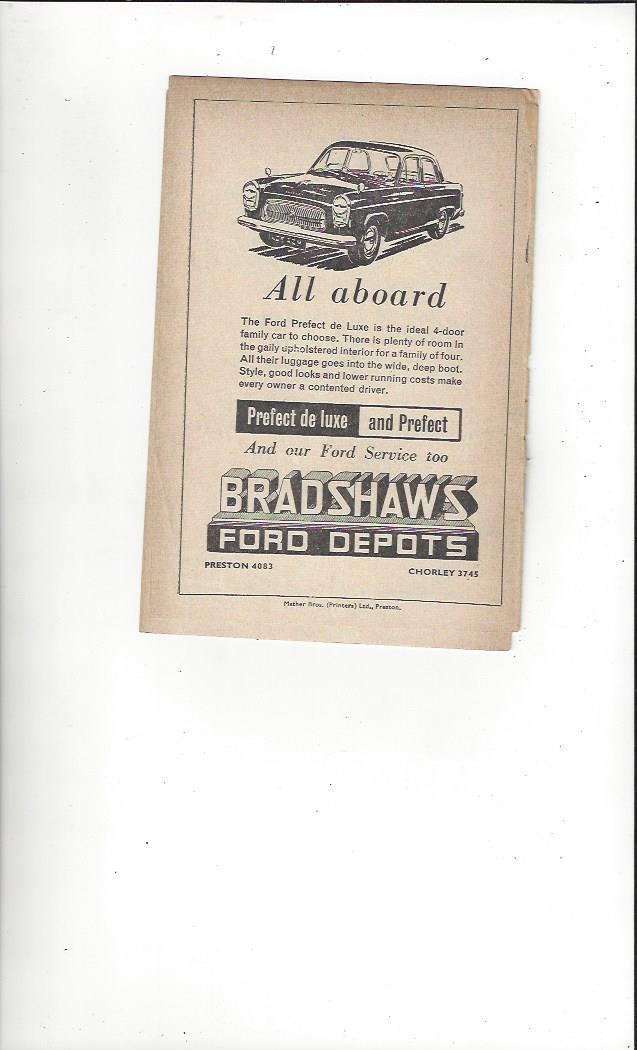 All aboard
The Ford Prefect de Luxe is the ideal 4-door
family car to choose. There is plenty of room in
the gaily upholstered interior for a family of four.
All their luggage goes into the wide, deep boot.
Style, good looks and lower running costs make
every owner a contented driver.
Prefect de luxe and Prefect
And our Ford Service too
BRADSHAWS
FORD DEPOTS
PRESTON 4083 CHORLEY 3745
Mather Bros. (Printers) Ltd., Preston.